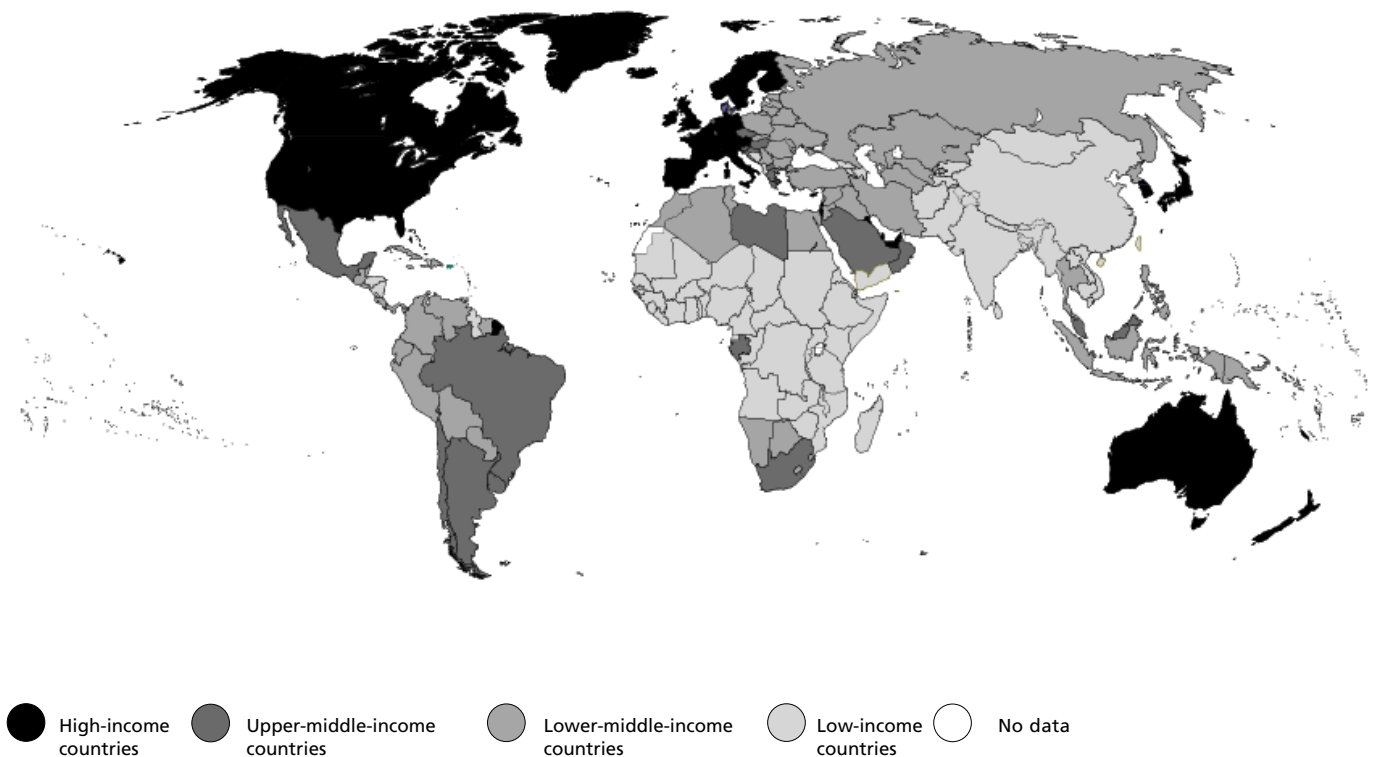 High-income
countries
Upper-middle-income
countries
Lower-middle-income
countries
Low-income
countries
No data